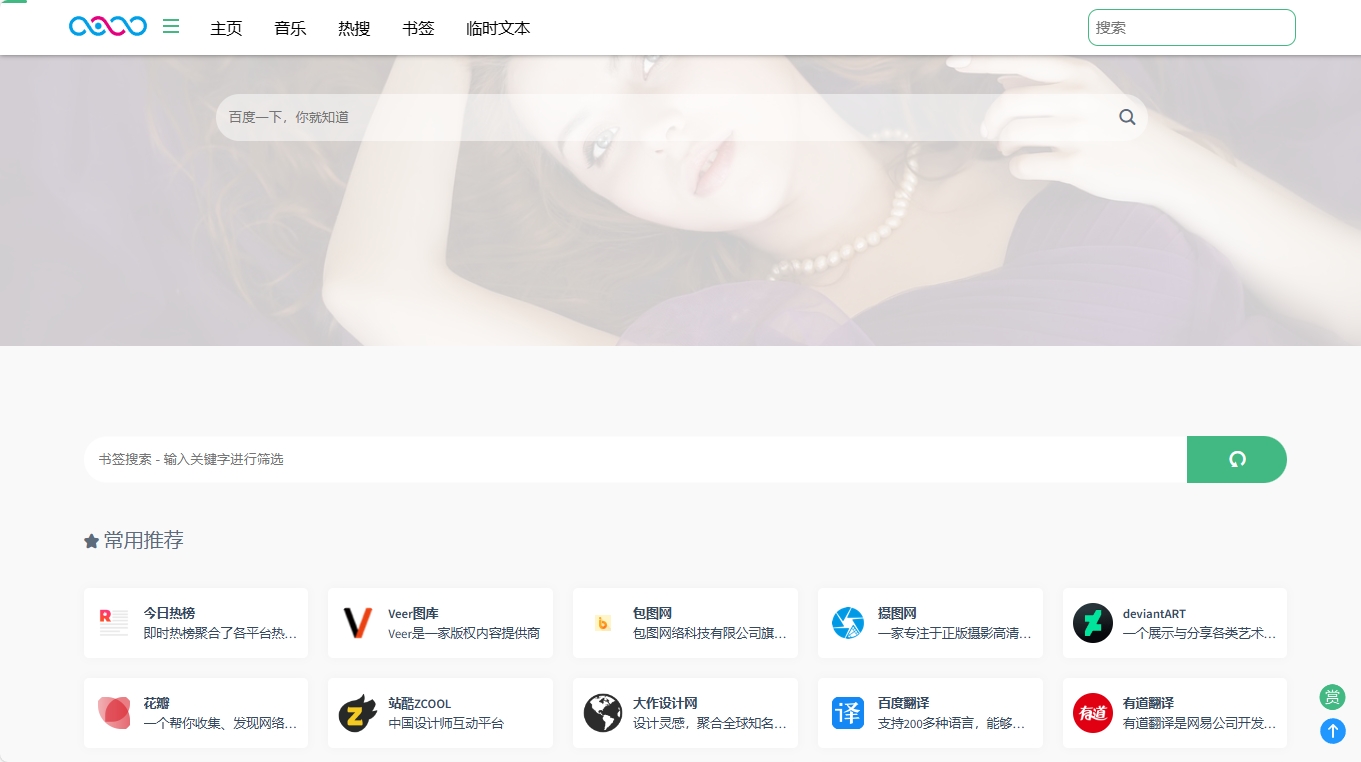 主页
音乐
热搜
书签
临时文本
搜索
百度一下，你就知道
书签搜索 - 输入关键字进行筛选
常用推荐
今日热榜
即时热榜聚合了各平台热…
Veer图库
Veer是一家版权内容提供商
包图网
包图网络科技有限公司旗…
摄图网
一家专注于正版摄影高清…
deviantART
一个展示与分享各类艺术…
花瓣
一个帮你收集、发现网络…
站酷ZCOOL
中国设计师互动平台
大作设计网
设计灵感，聚合全球知名…
译
百度翻译
支持200多种语言，能够…
有道
有道翻译
有道翻译是网易公司开发…
赏